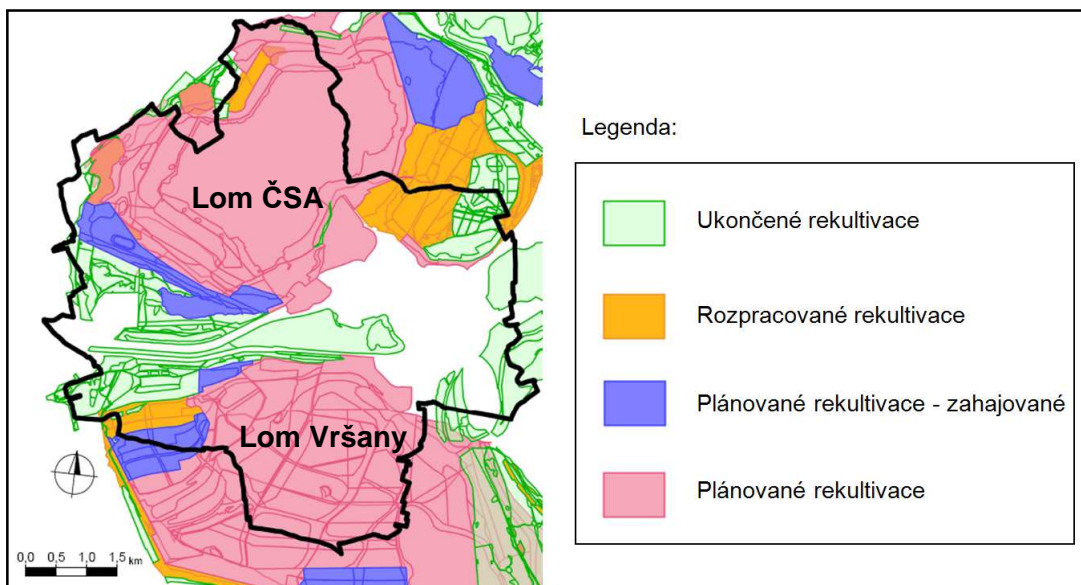 Lom ČSA
Lom Vršany
0,0 0,5 1,0 1,5 km
Legenda:
Ukončené rekultivace
Rozpracované rekultivace
Plánované rekultivace - zahajované
Plánované rekultivace